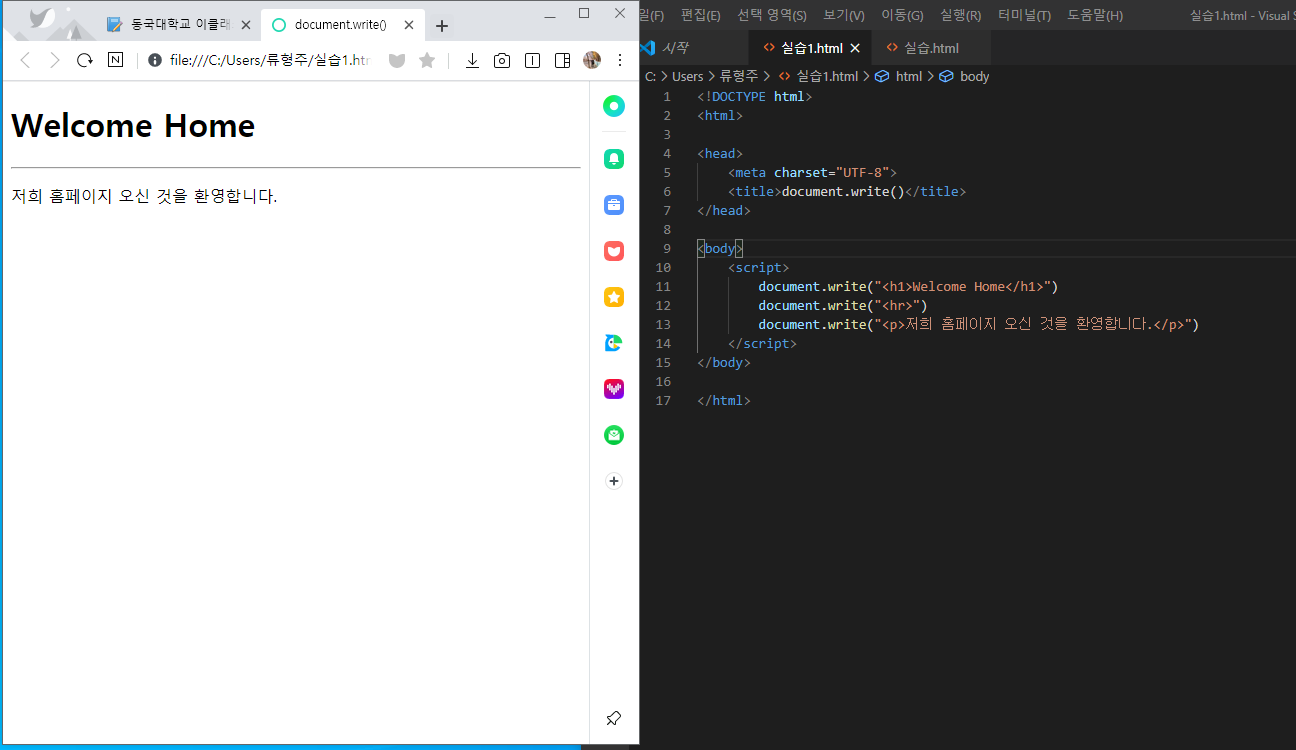 동국대학교 이클래
document.write()
file:///C:/Users/류형주/실습1.htm
Welcome Home
저희 홈페이지 오신 것을 환영합니다.
일(F) 편집(E) 선택 영역(S) 보기(V) 이동(G) 실행(R) 터미널(T) 도움말(H) 실습1.html - Visual S
시작 실습1.html 실습.html
C: > Users > 류형주 > 실습1.html > html > body
1 <!DOCTYPE html>
2 <html>
3
4 <head>
5 <meta charset="UTF-8">
6 <title>document.write()</title>
7 </head>
8
9 <body>
10 <script>
11 document.write("<h1>Welcome Home</h1>")
12 document.write("<hr>")
13 document.write("<p>저희 홈페이지 오신 것을 환영합니다.</p>")
14 </script>
15 </body>
16
17 </html>